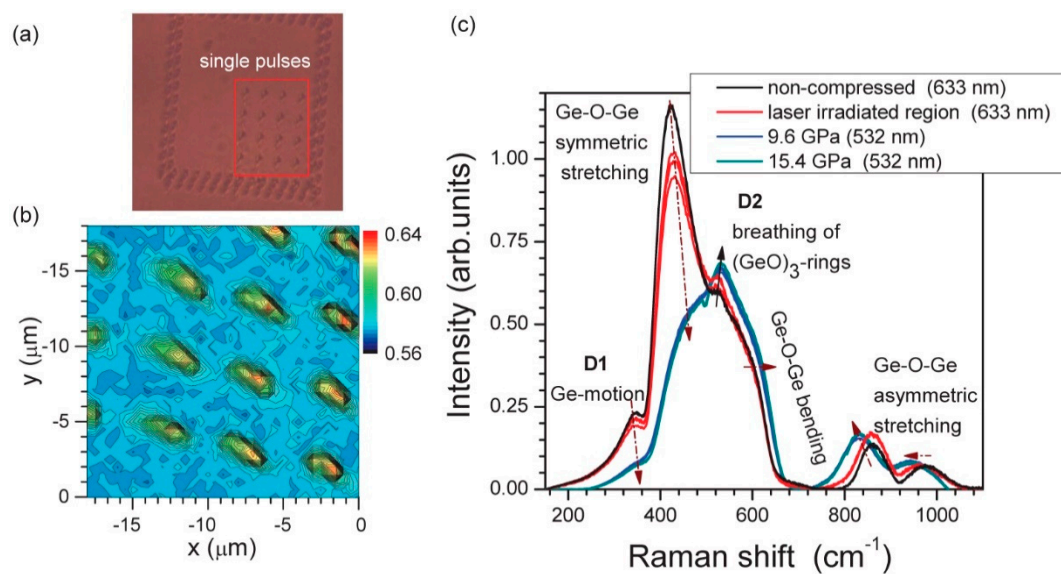 (a)
single pulses
(b)
0.64
0.60
0.56
-15
-10
-5
0
y (μm)
-15
-10
-5
0
x (μm)
(c)
non-compressed (633 nm)
laser irradiated region (633 nm)
9.6 GPa (532 nm)
15.4 GPa (532 nm)
Ge-O-Ge
symmetric
stretching
D2
breathing of
(GeO)3-rings
D1
Ge-motion
Ge-O-Ge bending
Ge-O-Ge
asymmetric
stretching
1.00
0.75
0.50
0.25
0.00
Intensity (arb.units)
200
400
600
800
1000
Raman shift (cm-1)